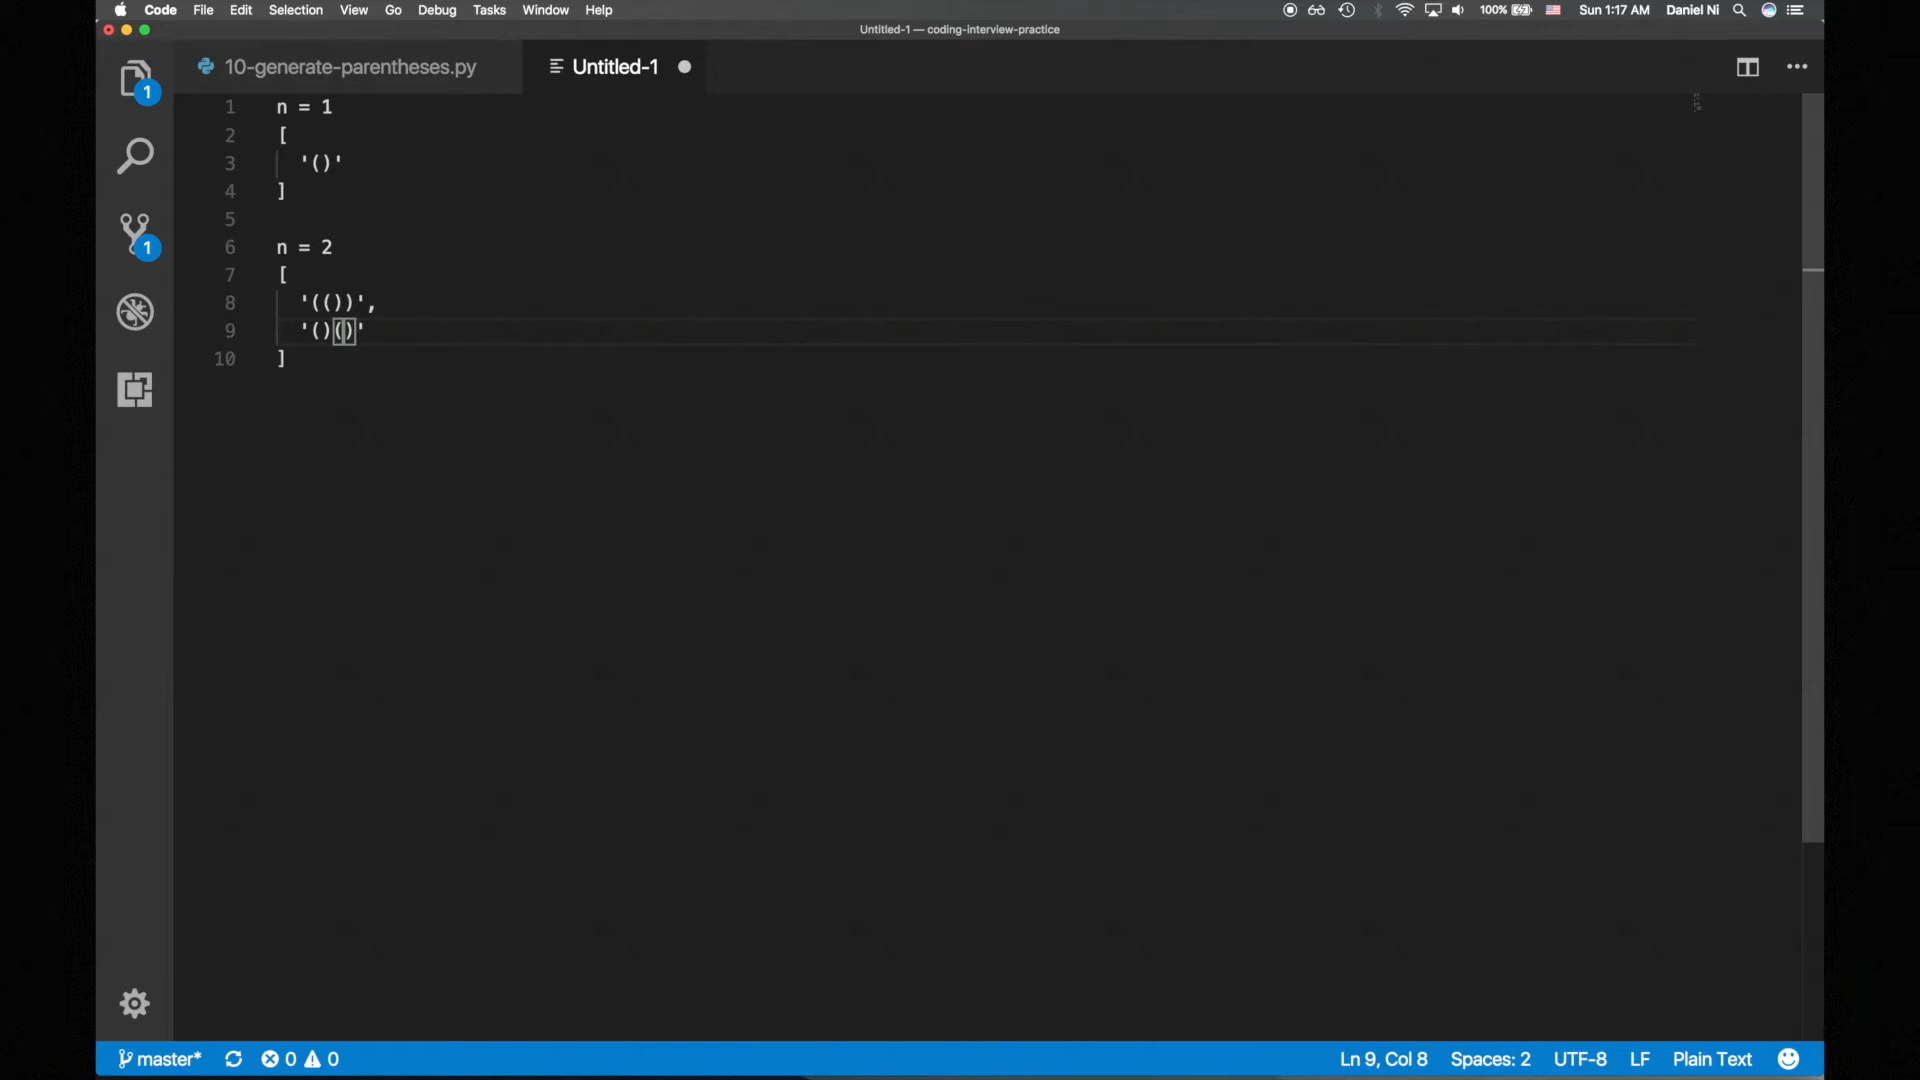 Code File Edit Selection View Go Debug Tasks Window Help 100% Sun 1:17 AM Daniel Ni
Untitled-1 — coding-interview-practice
10-generate-parentheses.py Untitled-1
1 n = 1
2 [
3 '()'
4 ]
5
6 n = 2
7 [
8 '(())',
9 '()()'
10 ]
1
1
master* 0 0 Ln 9, Col 8 Spaces: 2 UTF-8 LF Plain Text